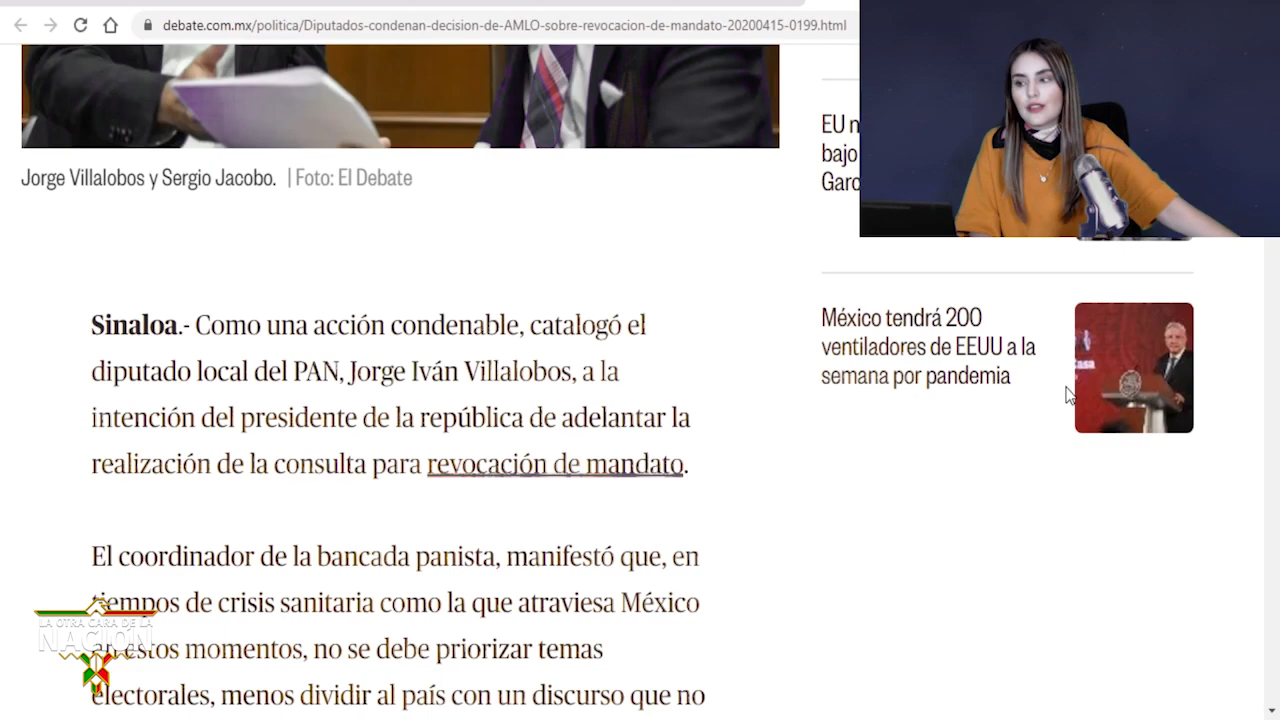 debate.com.mx/politica/Diputados-condenan-decision-de-AMLO-sobre-revocacion-de-mandato-20200415-0199.html
Jorge Villalobos y Sergio Jacobo. | Foto: El Debate
Sinaloa.- Como una acción condenable, catalogó el
diputado local del PAN, Jorge Iván Villalobos, a la
intención del presidente de la república de adelantar la
realización de la consulta para revocación de mandato.
El coordinador de la bancada panista, manifestó que, en
tiempos de crisis sanitaria como la que atraviesa México
en estos momentos, no se debe priorizar temas
electorales, menos dividir al país con un discurso que no
EU
bajo
México tendrá 200
ventiladores de EEUU a la
semana por pandemia
LA OTRA CARA DE LA
NACIÓN